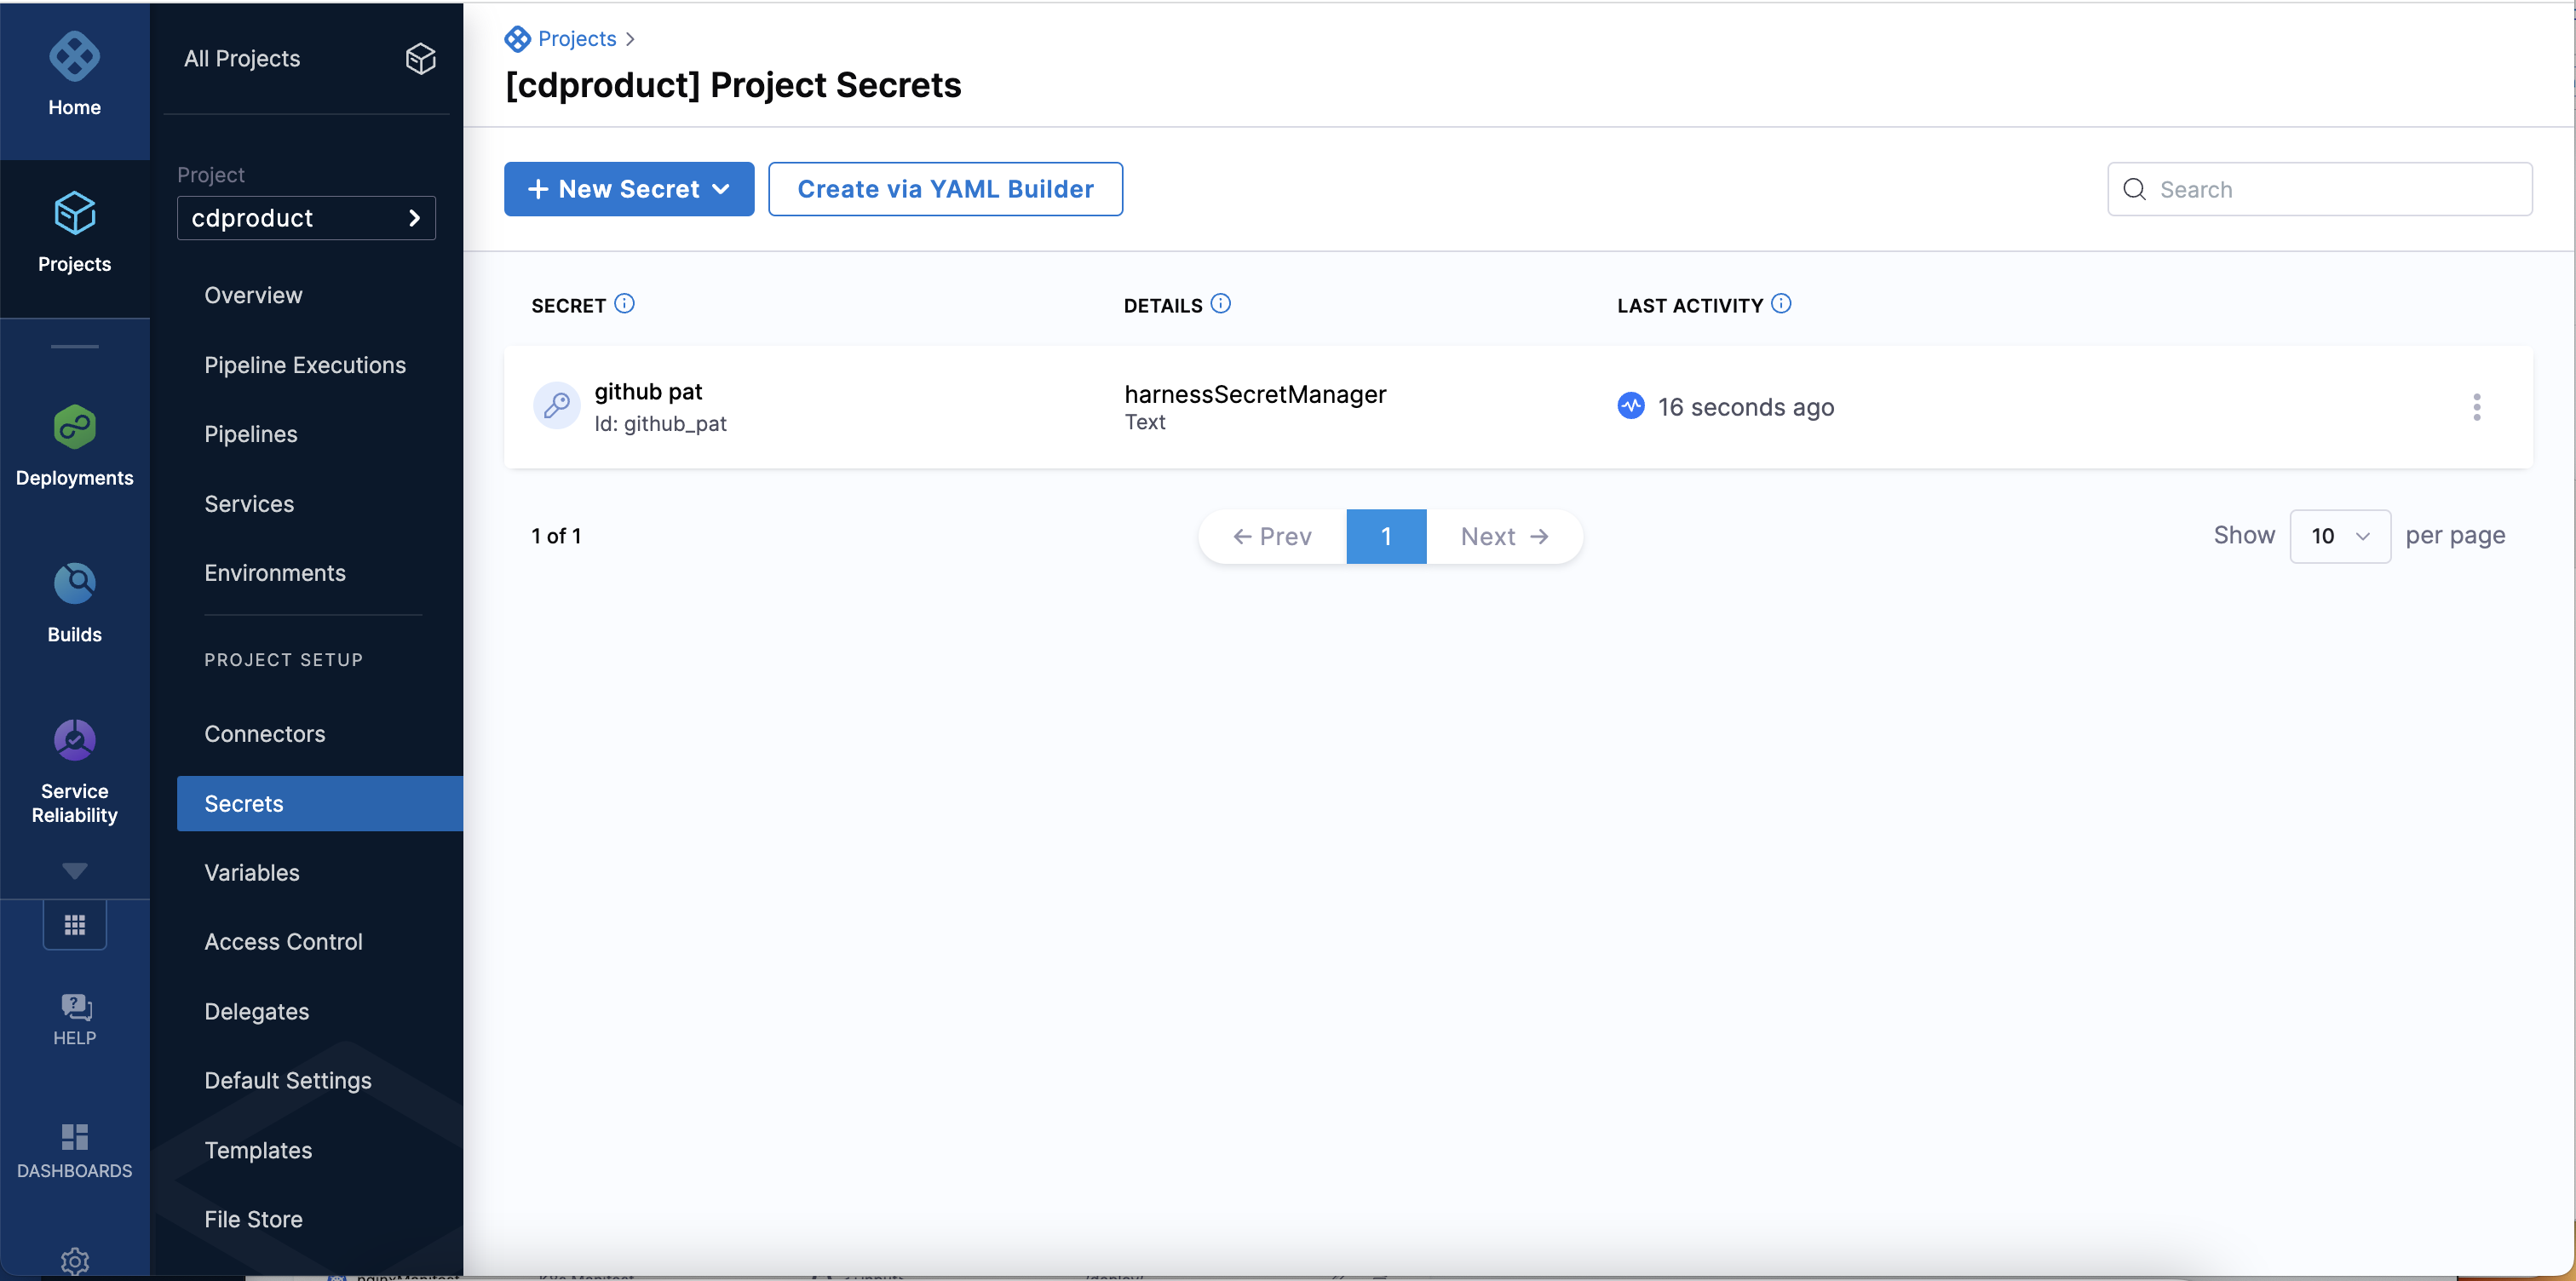 Home
Projects
Deployments
Builds
Service
Reliability
HELP
DASHBOARDS
All Projects
Project
cdproduct
Overview
Pipeline Executions
Pipelines
Services
Environments
PROJECT SETUP
Connectors
Secrets
Variables
Access Control
Delegates
Default Settings
Templates
File Store
Projects
[cdproduct] Project Secrets
New Secret
Create via YAML Builder
Search
SECRET
DETAILS
LAST ACTIVITY
github pat
Id: github_pat
harnessSecretManager
Text
16 seconds ago
1 of 1
Prev
1
Next
Show
10
per page